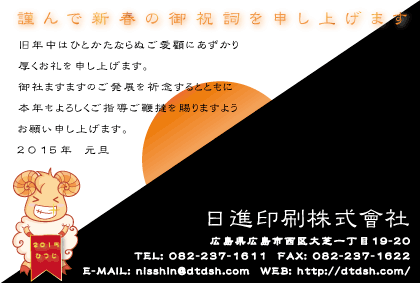 謹んで新春の御祝詞を申し上げます
旧年中はひとかたならぬご愛顧にあずかり
厚くお礼を申し上げます。
御社ますますのご発展を祈念するとともに
本年もよろしくご指導ご鞭撻を賜りますよう
お願い申し上げます。
2015年 元旦
2015
ひつじ
日進印刷株式會社
広島県広島市西区大芝一丁目19-20
TEL: 082-237-1611 FAX: 082-237-1622
E-MAIL: nisshin@dtdsh.com WEB: http://dtdsh.com/